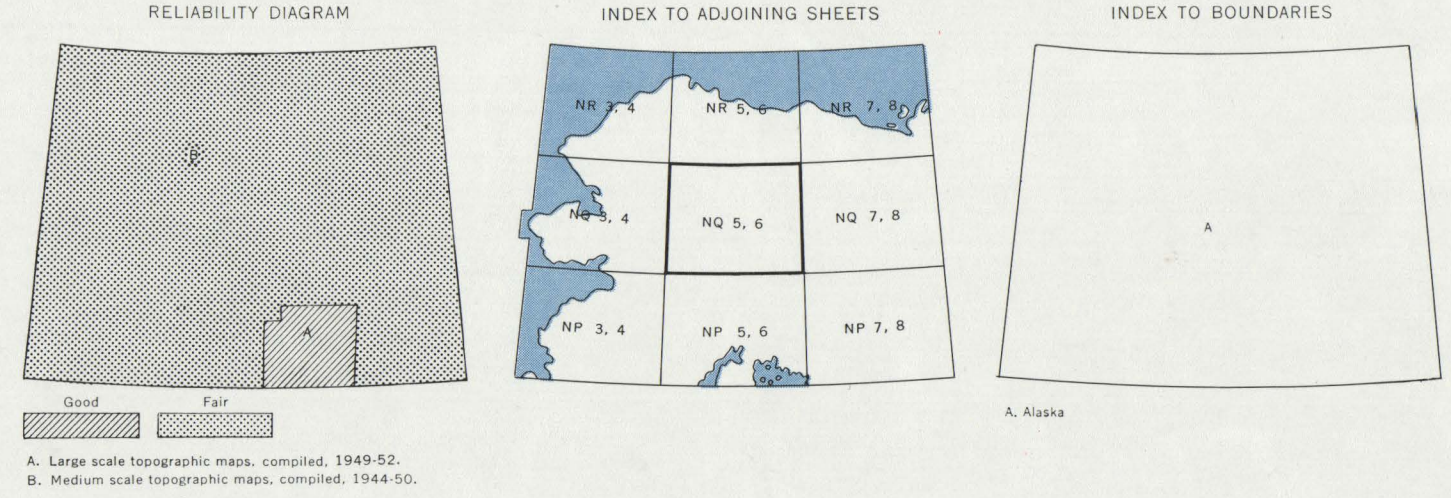 RELIABILITY DIAGRAM
B
A
Good
Fair
A. Large scale topographic maps, compiled, 1949-52.
B. Medium scale topographic maps, compiled, 1944-50.
INDEX TO ADJOINING SHEETS
NR 3, 4
NR 5, 6
NR 7, 8
NQ 3, 4
NQ 5, 6
NQ 7, 8
NP 3, 4
NP 5, 6
NP 7, 8
INDEX TO BOUNDARIES
A
A. Alaska